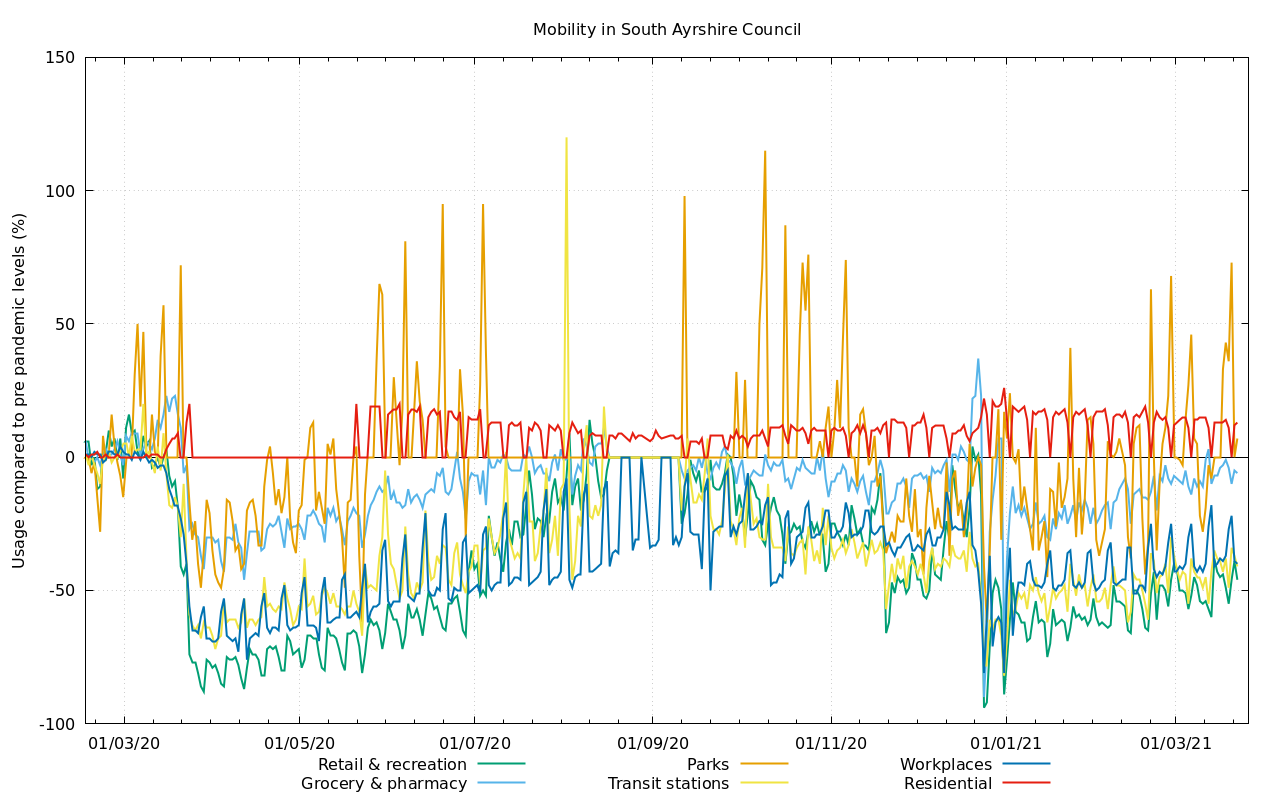 Mobility in South Ayrshire Council
Usage compared to pre pandemic levels (%)
150
100
50
0
-50
-100
01/03/20 01/05/20 01/07/20 01/09/20 01/11/20 01/01/21 01/03/21
Retail & recreation Parks Workplaces
Grocery & pharmacy Transit stations Residential